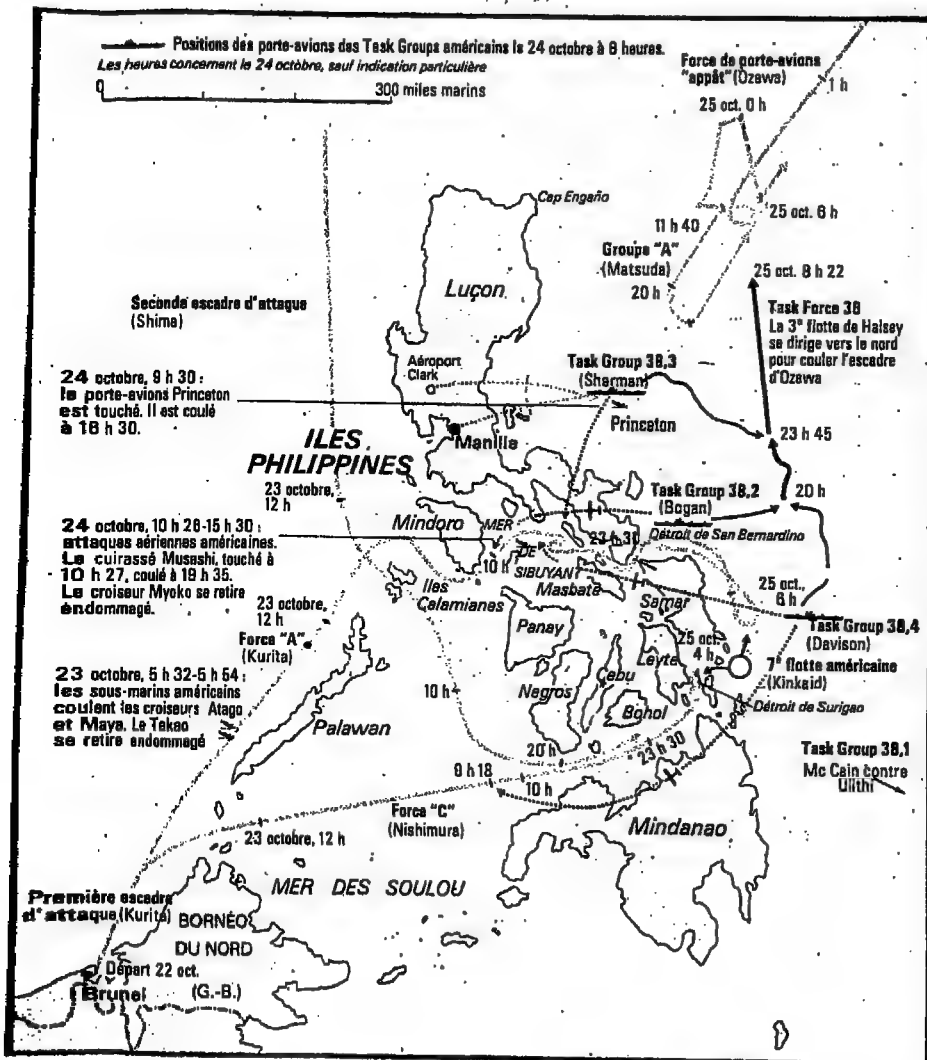 Positions des porte-avions des Task Groups américains le 24 octobre à 6 heures.
Les heures concernent le 24 octobre, sauf indication particulière
0
300 miles marins
Force de porte-avions
"appât" (Ozawa)
25 oct. 0 h
1 h
Cap Engaño
11 h 40
25 oct. 6 h
Groupe "A"
(Matsuda)
20 h
25 oct. 8 h 22
Luçon
Seconde escadre d'attaque
(Shima)
Task Force 38
La 3e flotte de Halsey
se dirige vers le nord
pour couler l'escadre
d'Ozawa
Aéroport
Clark
Task Group 38,3
(Sherman)
24 octobre, 9 h 30 :
le porte-avions Princeton
est touché. Il est coulé
à 16 h 30.
Princeton
Manille
23 h 45
ILES
PHILIPPINES
23 octobre,
12 h
Task Group 38,2
(Bogan)
20 h
Mindoro
MER
DE
SIBUYANT
23 h 30
Détroit de San Bernardino
24 octobre, 10 h 26-15 h 30 :
attaques aériennes américaines.
Le cuirassé Musashi, touché à
10 h 27, coulé à 19 h 35.
Le croiseur Myoko se retire
endommagé.
10 h
Masbate
Iles
Calamianes
Samar
25 oct.,
6 h
23 octobre,
12 h
Force "A"
(Kurita)
Panay
Task Group 38,4
(Davison)
25 oct.
4 h
Leyte
7e flotte américaine
(Kinkaid)
23 octobre, 5 h 32-5 h 54 :
les sous-marins américains
coulent les croiseurs Atago
et Maya. Le Takao
se retire endommagé
10 h
Negros
Cebu
Bohol
Détroit de Surigao
Palawan
20 h
23 h 30
Task Group 38,1
Mc Cain contre
Ulithi
9 h 18
10 h
Force "C"
(Nishimura)
23 octobre, 12 h
Mindanao
MER DES SOULOU
Première escadre
d'attaque (Kurita)
BORNÉO
DU NORD
(G.-B.)
Départ 22 oct.
Brunei